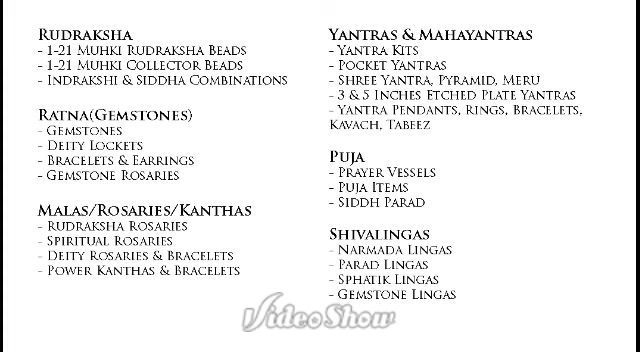 Rudraksha
- 1-21 Muhki Rudraksha Beads
- 1-21 Muhki Collector Beads
- Indrakshi & Siddha Combinations
Ratna(Gemstones)
- Gemstones
- Deity Lockets
- Bracelets & Earrings
- Gemstone Rosaries
Malas/Rosaries/Kanthas
- Rudraksha Rosaries
- Spiritual Rosaries
- Deity Rosaries & Bracelets
- Power Kanthas & Bracelets
Yantras & Mahayantras
- Yantra Kits
- Pocket Yantras
- Shree Yantra, Pyramid, Meru
- 3 & 5 Inches Etched Plate Yantras
- Yantra Pendants, Rings, Bracelets,
Kavach, Tabeez
Puja
- Prayer Vessels
- Puja Items
- Siddh Parad
Shivalingas
- Narmada Lingas
- Parad Lingas
- Sphatik Lingas
- Gemstone Lingas
VideoShow